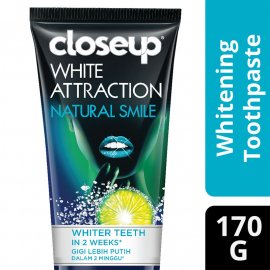 closeup®
WHITE
ATTRACTION
NATURAL SMILE
WHITER TEETH
IN 2 WEEKS*
GIGI LEBIH PUTIH
DALAM 2 MINGGU*
Whitening
Toothpaste
170
G